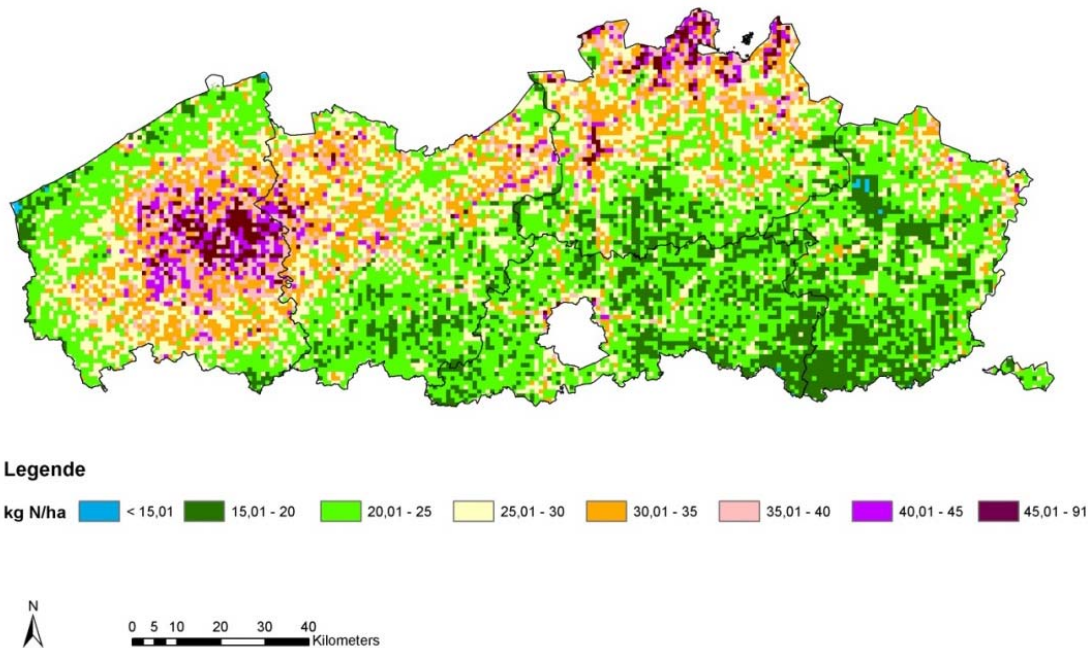 Legende
kg N/ha < 15,01 15,01 - 20 20,01 - 25 25,01 - 30 30,01 - 35 35,01 - 40 40,01 - 45 45,01 - 91
N
0 5 10 20 30 40
Kilometers